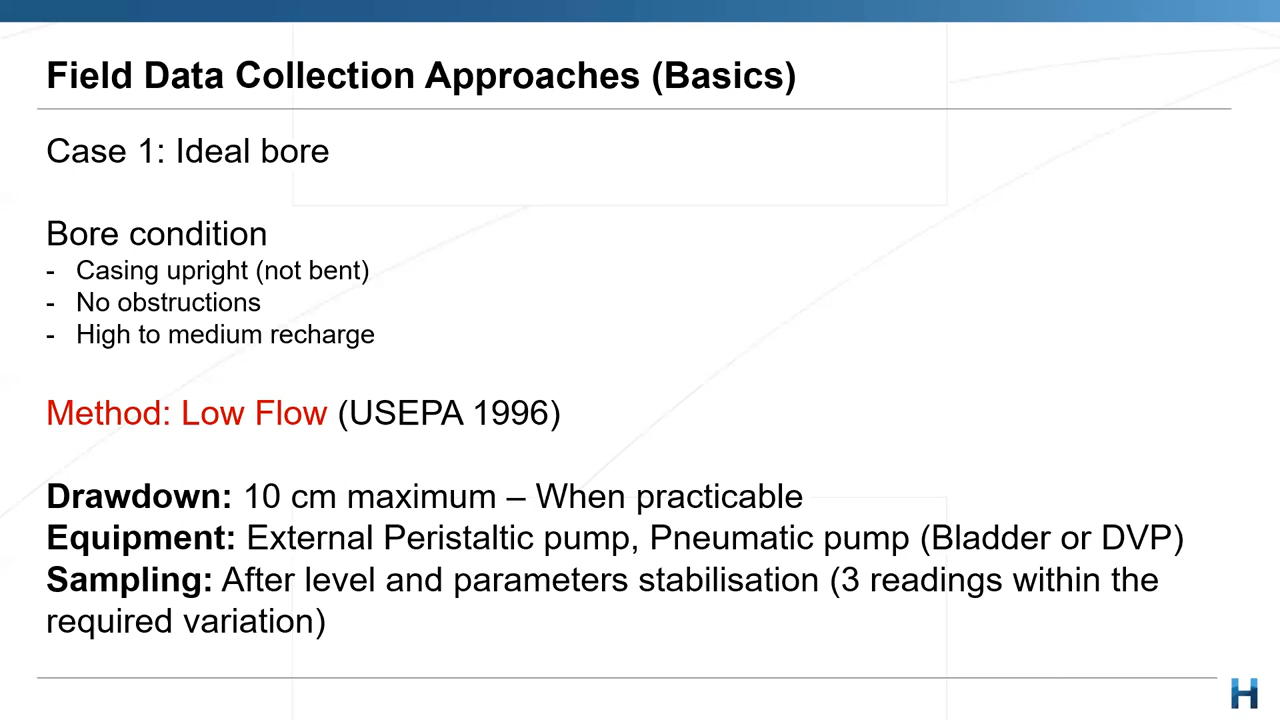 Field Data Collection Approaches (Basics)
Case 1: Ideal bore
Bore condition
- Casing upright (not bent)
- No obstructions
- High to medium recharge
Method: Low Flow (USEPA 1996)
Drawdown: 10 cm maximum – When practicable
Equipment: External Peristaltic pump, Pneumatic pump (Bladder or DVP)
Sampling: After level and parameters stabilisation (3 readings within the
required variation)
H